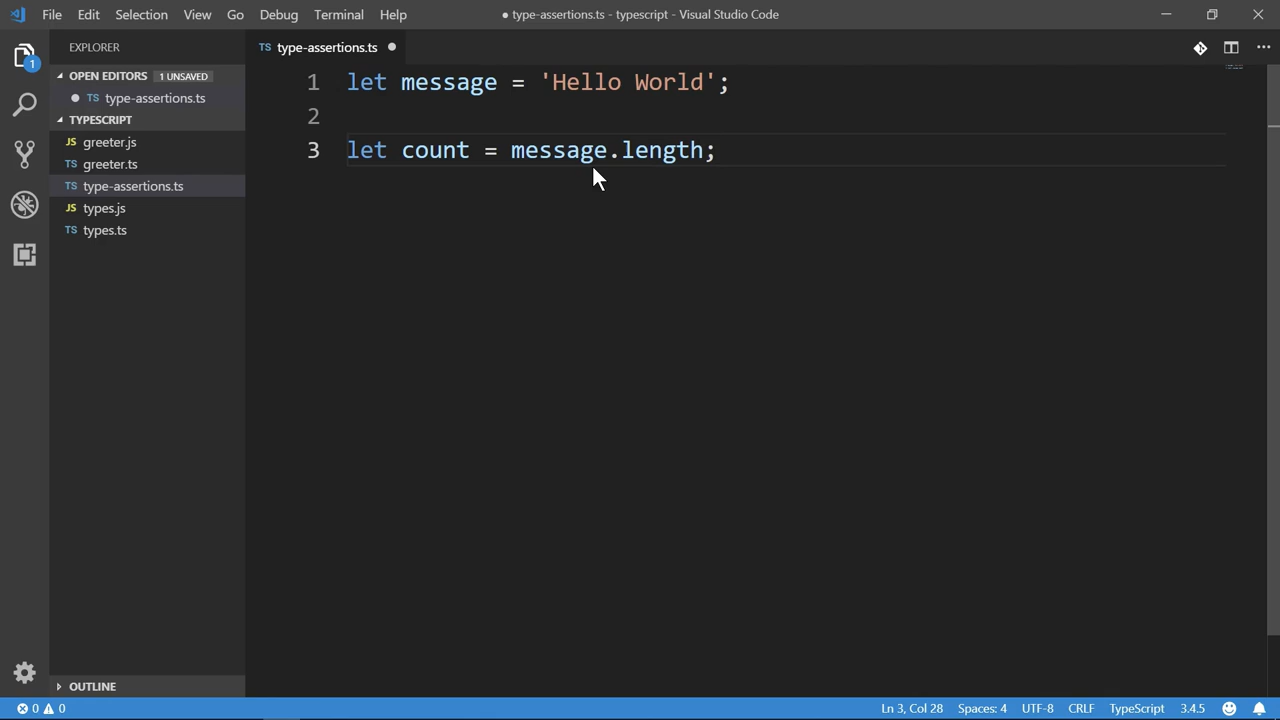 File Edit Selection View Go Debug Terminal Help
● type-assertions.ts - typescript - Visual Studio Code
EXPLORER
TS type-assertions.ts ●
OPEN EDITORS 1 UNSAVED
● TS type-assertions.ts
TYPESCRIPT
JS greeter.js
TS greeter.ts
TS type-assertions.ts
JS types.js
TS types.ts
OUTLINE
1
1 let message = 'Hello World';
2
3 let count = message.length;
0 0
Ln 3, Col 28 Spaces: 4 UTF-8 CRLF TypeScript 3.4.5